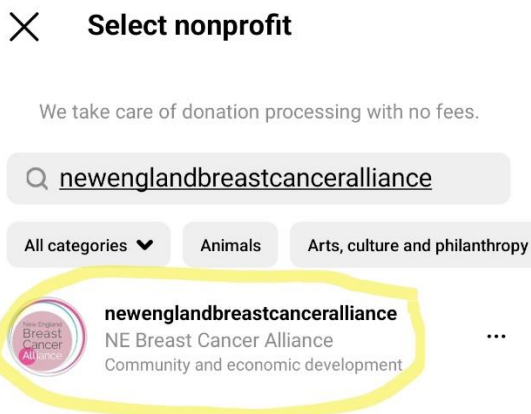 Select nonprofit
We take care of donation processing with no fees.
newenglandbreastcanceralliance
All categories
Animals
Arts, culture and philanthropy
newenglandbreastcanceralliance
New England
Breast
Cancer
Alliance
NE Breast Cancer Alliance
Community and economic development